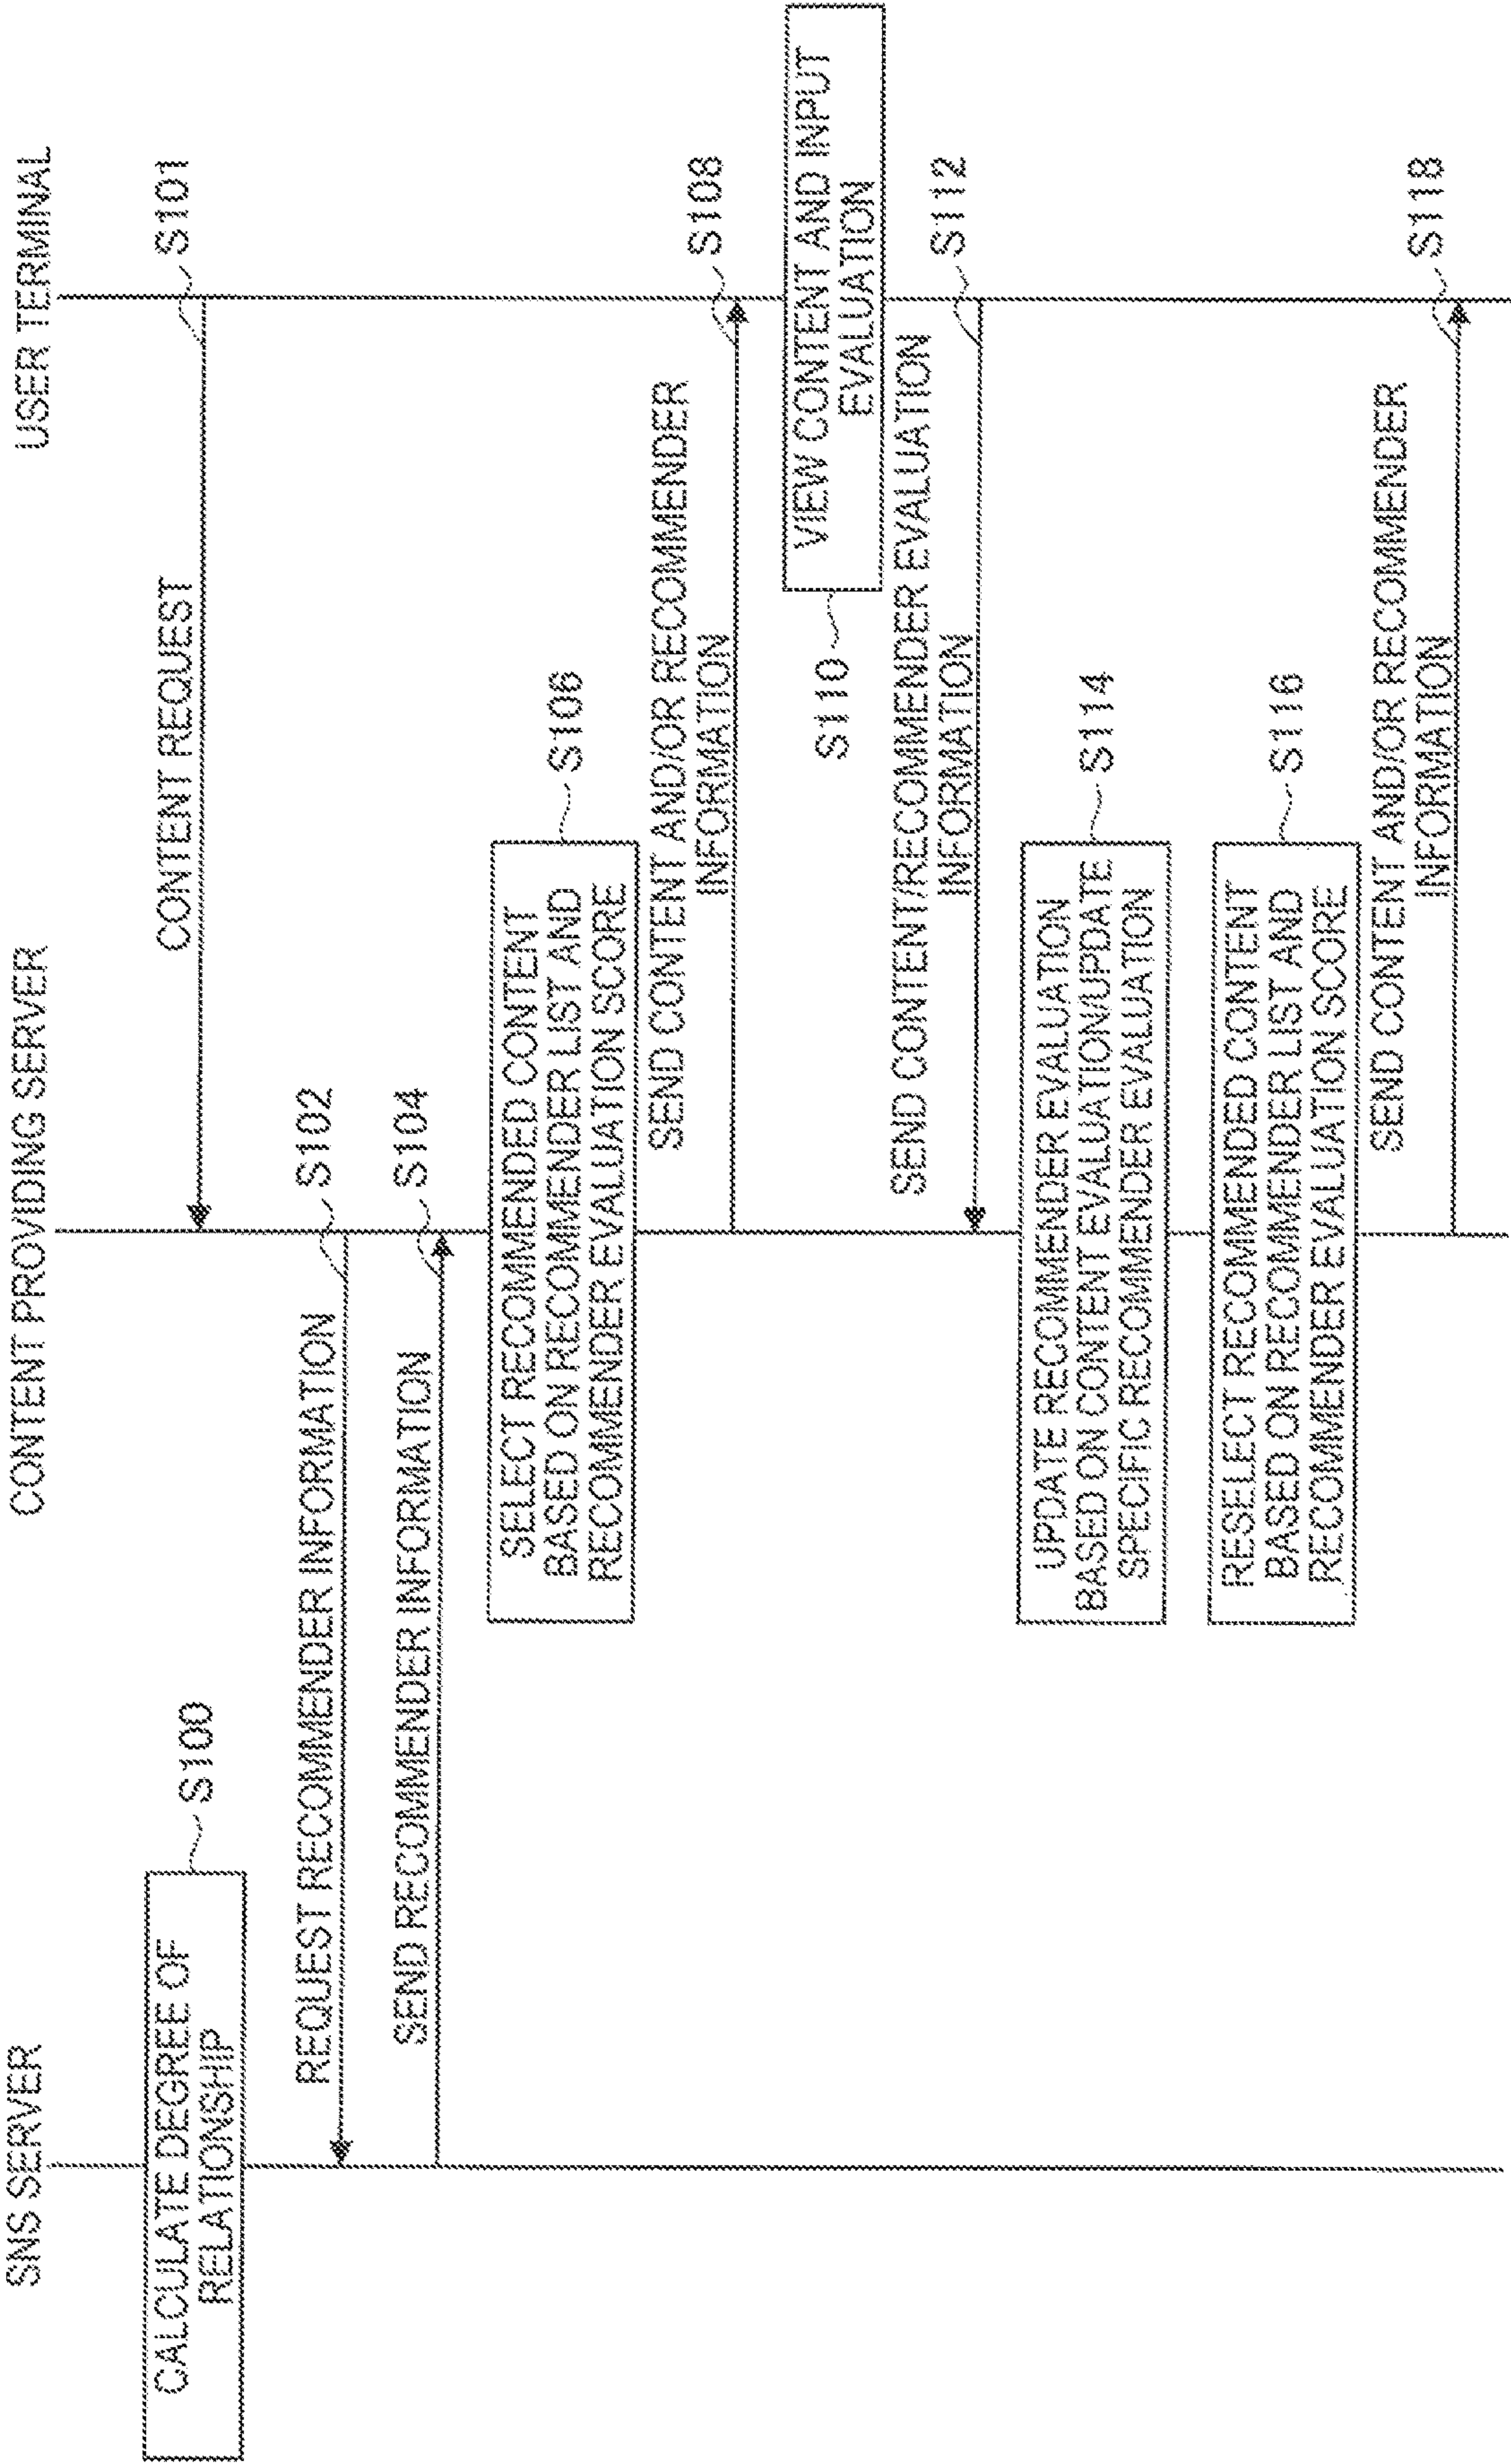 SNS SERVER
CONTENT PROVIDING SERVER
USER TERMINAL
CALCULATE DEGREE OF
RELATIONSHIP
S100
CONTENT REQUEST
S101
REQUEST RECOMMENDER INFORMATION
S102
SEND RECOMMENDER INFORMATION
S104
SELECT RECOMMENDED CONTENT
BASED ON RECOMMENDER LIST AND
RECOMMENDER EVALUATION SCORE
S106
SEND CONTENT AND/OR RECOMMENDER
INFORMATION
S108
VIEW CONTENT AND INPUT
EVALUATION
S110
SEND CONTENT/RECOMMENDER EVALUATION
INFORMATION
S112
UPDATE RECOMMENDER EVALUATION
BASED ON CONTENT EVALUATION/UPDATE
SPECIFIC RECOMMENDER EVALUATION
S114
RESELECT RECOMMENDED CONTENT
BASED ON RECOMMENDER LIST AND
RECOMMENDER EVALUATION SCORE
S116
SEND CONTENT AND/OR RECOMMENDER
INFORMATION
S118